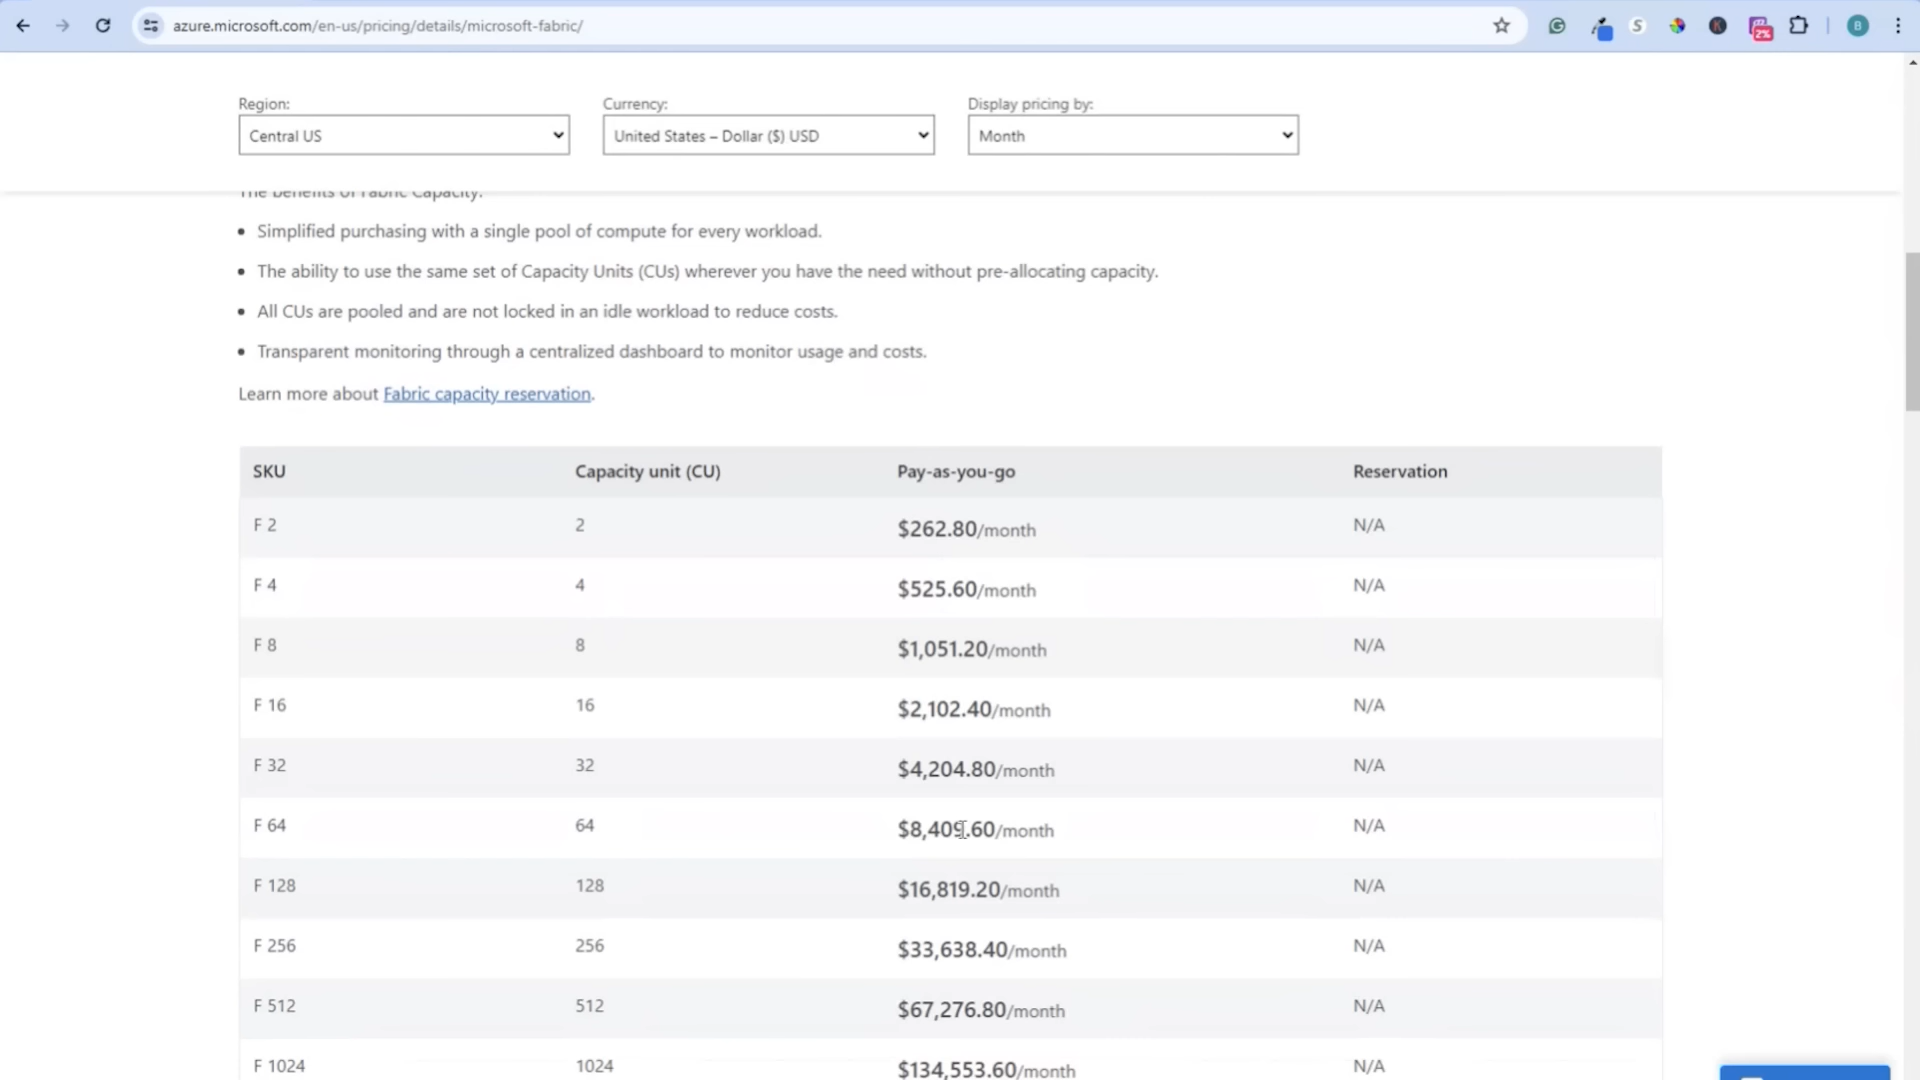 azure.microsoft.com/en-us/pricing/details/microsoft-fabric/
2%
B
Region: Currency: Display pricing by:
Central US United States – Dollar ($) USD Month
The benefits of Fabric Capacity:
Simplified purchasing with a single pool of compute for every workload.
The ability to use the same set of Capacity Units (CUs) wherever you have the need without pre-allocating capacity.
All CUs are pooled and are not locked in an idle workload to reduce costs.
Transparent monitoring through a centralized dashboard to monitor usage and costs.
Learn more about Fabric capacity reservation.
SKU Capacity unit (CU) Pay-as-you-go Reservation
F 2 2 $262.80/month N/A
F 4 4 $525.60/month N/A
F 8 8 $1,051.20/month N/A
F 16 16 $2,102.40/month N/A
F 32 32 $4,204.80/month N/A
F 64 64 $8,409.60/month N/A
F 128 128 $16,819.20/month N/A
F 256 256 $33,638.40/month N/A
F 512 512 $67,276.80/month N/A
F 1024 1024 $134,553.60/month N/A